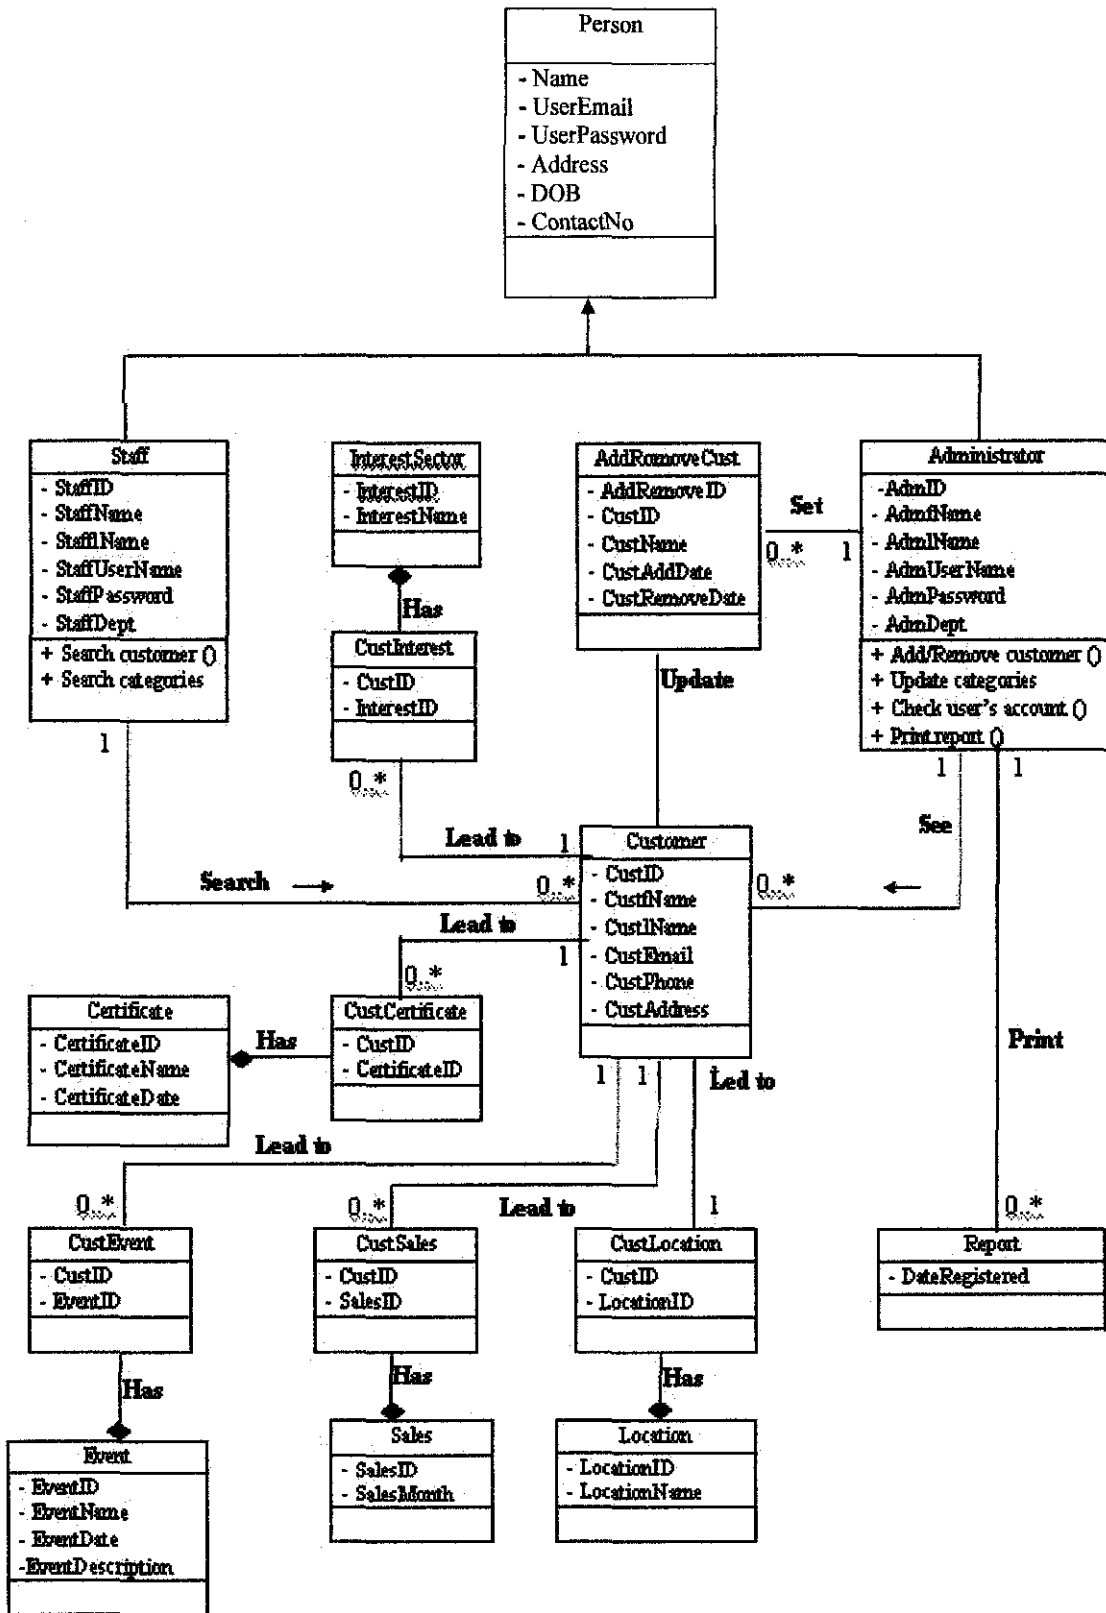 Person
- Name
- UserEmail
- UserPassword
- Address
- DOB
- ContactNo
Staff
- StaffID
- StaffName
- StafflName
- StaffUserName
- StaffPassword
- StaffDept
+ Search customer ()
+ Search categories
1
InterestSector
- InterestID
- InterestName
Has
CustInterest
- CustID
- InterestID
0..*
AddRomoveCust
- AddRemoveID
- CustID
- CustName
- CustAddDate
- CustRemoveDate
Set
0..* 1
Update
Administrator
-AdmID
- AdmfName
- AdmlName
- AdmUserName
- AdmPassword
- AdmDept
+ Add/Remove customer ()
+ Update categories
+ Check user's account ()
+ Print report ()
1 1
See
Lead to 1
Search
0..*
0..*
Customer
- CustID
- CustfName
- CustlName
- CustEmail
- CustPhone
- CustAddress
Lead to
1
0..*
Certificate
- CertificateID
- CertificateName
- CertificateDate
Has
CustCertificate
- CustID
- CertificateID
Print
1 1
1
Led to
Lead to
0..*
0..*
Lead to
1
0..*
CustEvent
- CustID
- EventID
CustSales
- CustID
- SalesID
CustLocation
- CustID
- LocationID
Report
- DateRegistered
Has
Has
Has
Event
- EventID
- EventName
- EventDate
-EventDescription
Sales
- SalesID
- SalesMonth
Location
- LocationID
- LocationName